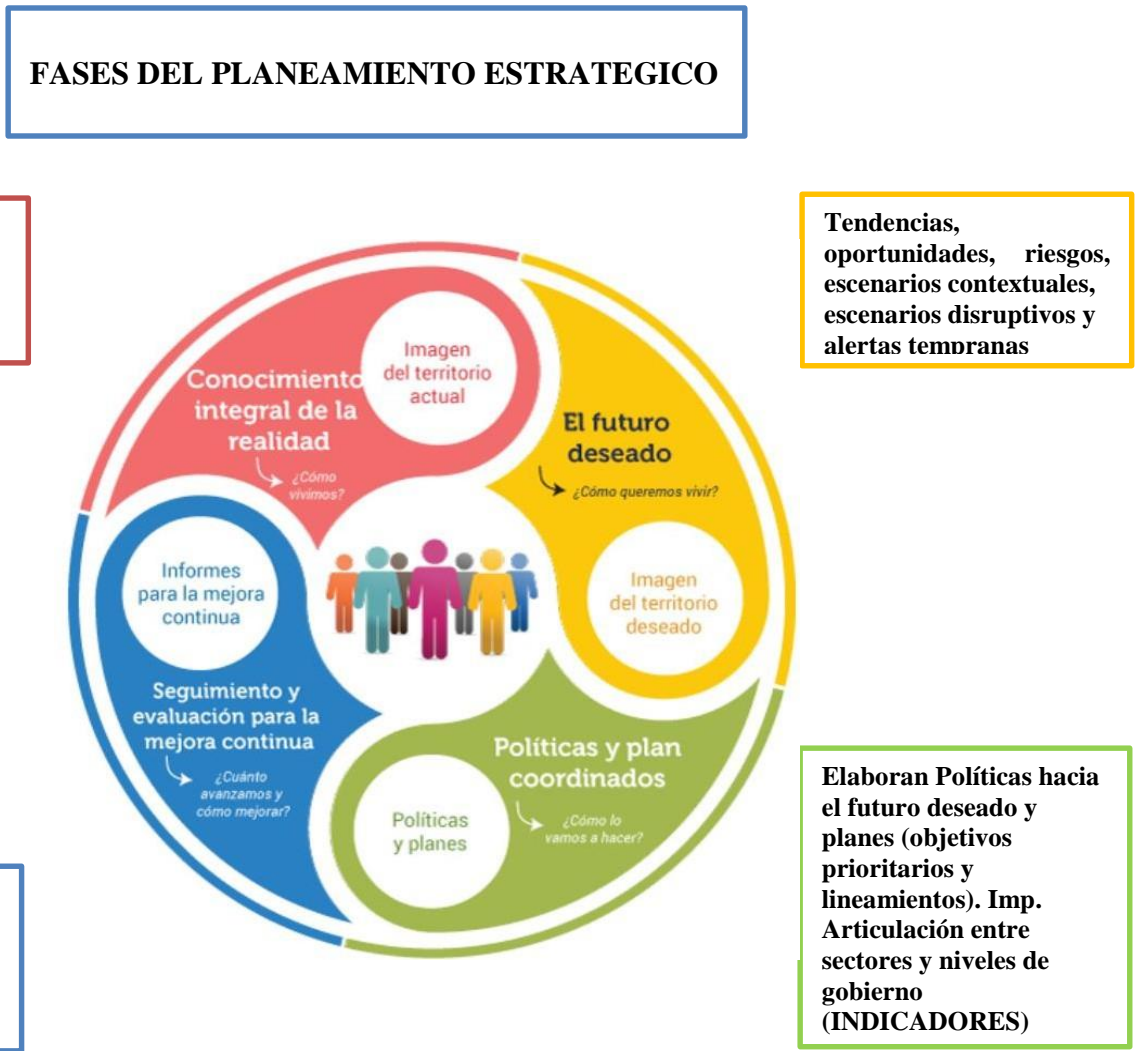 FASES DEL PLANEAMIENTO ESTRATEGICO
Tendencias,
oportunidades, riesgos,
escenarios contextuales,
escenarios disruptivos y
alertas tempranas
Imagen
del territorio
actual
Conocimiento
integral de la
realidad
¿Cómo
vivimos?
El futuro
deseado
¿Cómo queremos vivir?
Imagen
del territorio
deseado
Informes
para la mejora
continua
Seguimiento y
evaluación para la
mejora continua
¿Cuánto
avanzamos y
cómo mejorar?
Políticas y plan
coordinados
¿Cómo lo
vamos a hacer?
Políticas
y planes
Elaboran Políticas hacia
el futuro deseado y
planes (objetivos
prioritarios y
lineamientos). Imp.
Articulación entre
sectores y niveles de
gobierno
(INDICADORES)